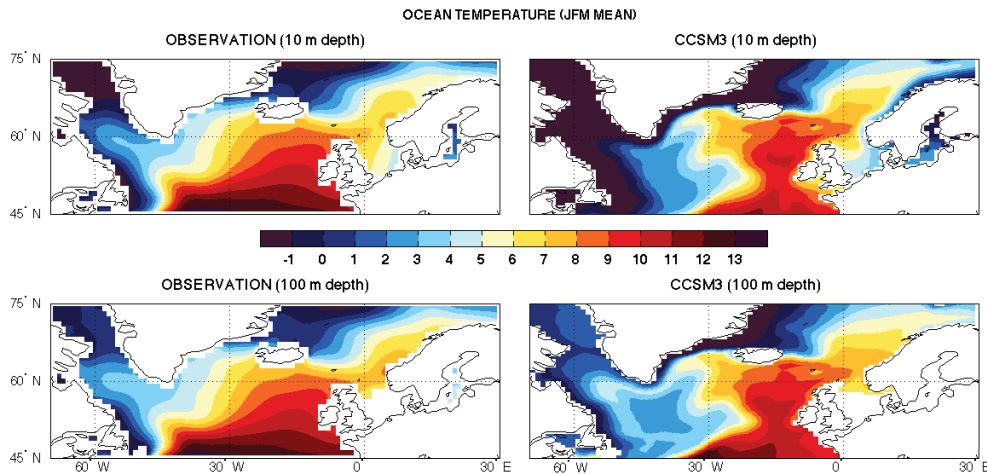 OCEAN TEMPERATURE (JFM MEAN)
OBSERVATION (10 m depth)
CCSM3 (10 m depth)
75° N
60° N
45° N
-1 0 1 2 3 4 5 6 7 8 9 10 11 12 13
OBSERVATION (100 m depth)
CCSM3 (100 m depth)
75° N
60° N
45° N
60° W 30° W 0° 30° E
60° W 30° W 0° 30° E